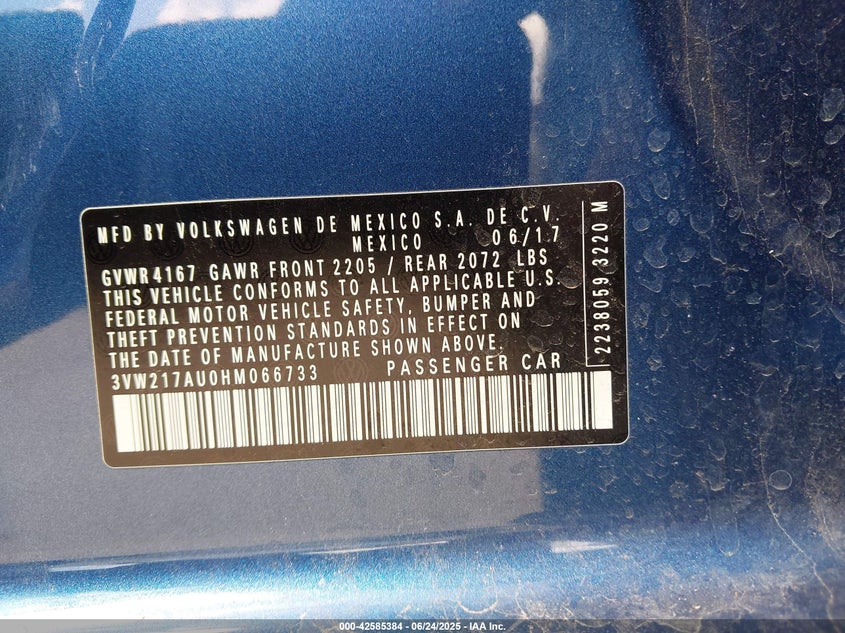 MFD BY VOLKSWAGEN DE MEXICO S.A. DE C.V.
MEXICO 06/17
GVWR4167 GAWR FRONT 2205 / REAR 2072 LBS
THIS VEHICLE CONFORMS TO ALL APPLICABLE U.S.
FEDERAL MOTOR VEHICLE SAFETY, BUMPER AND
THEFT PREVENTION STANDARDS IN EFFECT ON
THE DATE OF MANUFACTURE SHOWN ABOVE.
3VW217AU0HM066733 PASSENGER CAR
2238059 3220 M
000-42585384 - 06/24/2025 - IAA Inc.